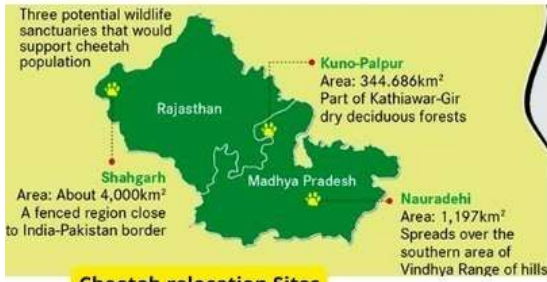 Three potential wildlife
sanctuaries that would
support cheetah
population
Kuno-Palpur
Area: 344.686km²
Part of Kathiawar-Gir
dry deciduous forests
Rajasthan
Shahgarh
Area: About 4,000km²
A fenced region close
to India-Pakistan border
Madhya Pradesh
Nauradehi
Area: 1,197km²
Spreads over the
southern area of
Vindhya Range of hills
Cheetah relocation Sites